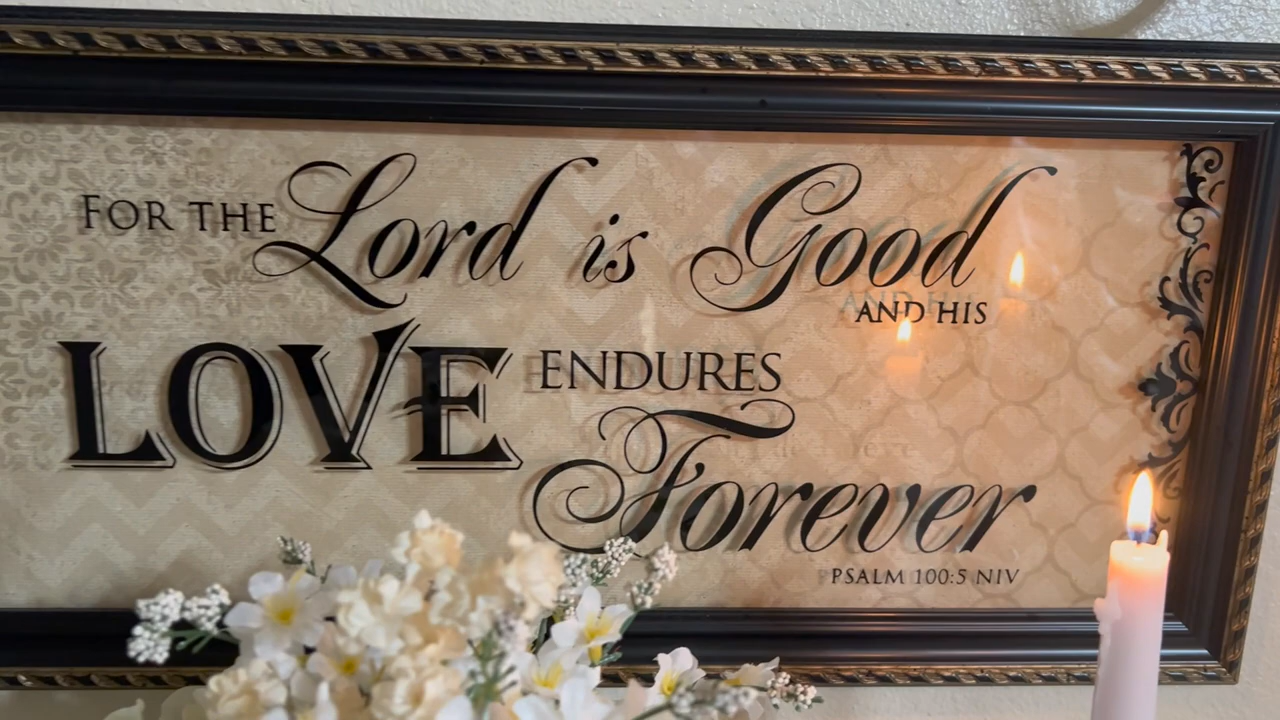 FOR THE Lord is Good
AND HIS
LOVE ENDURES
Forever
PSALM 100:5 NIV